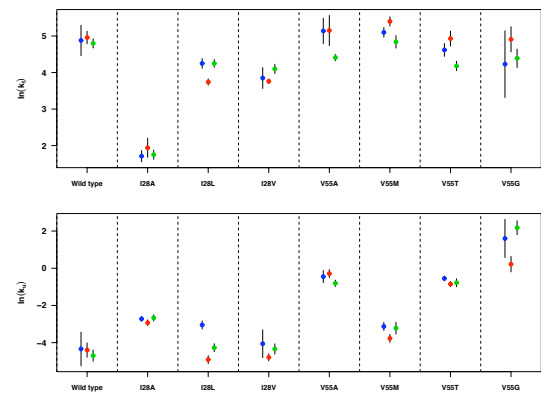 5
4
3
2
ln(kf)
Wild type I28A I28L I28V V55A V55M V55T V55G
2
0
−2
−4
ln(ku)
Wild type I28A I28L I28V V55A V55M V55T V55G